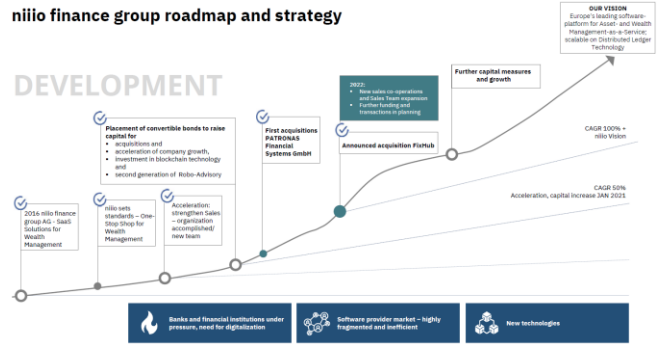 niiio finance group roadmap and strategy
OUR VISION
Europe's leading software-
platform for Asset- and Wealth
Management-as-a-Service;
scalable on Distributed Ledger
Technology
DEVELOPMENT
2022:
New sales co-operations
and Sales Team expansion
Further funding and
transactions in planning
Further capital measures
and growth
Placement of convertible bonds to raise
capital for
acquisitions and
acceleration of company growth,
investment in blockchain technology
and
second generation of Robo-Advisory
First acquisitions
PATRONAS
Financial
Systems GmbH
Announced acquisition FixHub
CAGR 100% +
niiio Vision
CAGR 50%
Acceleration, capital increase JAN 2021
2016 niiio finance
group AG - SaaS
Solutions for
Wealth
Management
niiio sets
standards – One-
Stop Shop for
Wealth
Management
Acceleration:
strengthen Sales
– organization
accomplished/
new team
Banks and financial institutions under
pressure, need for digitalization
Software provider market – highly
fragmented and inefficient
New technologies